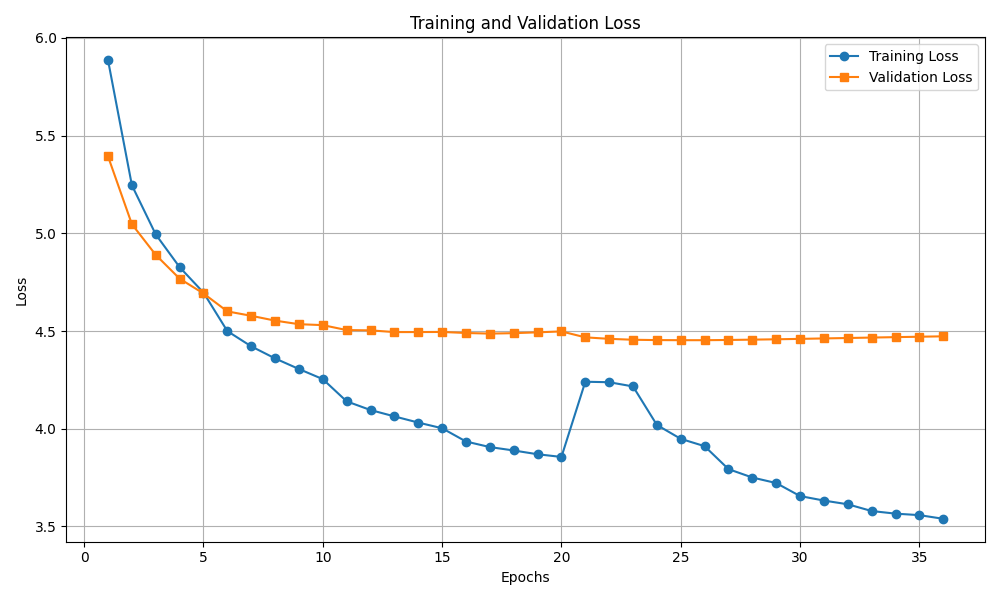 Training and Validation Loss
Training Loss
Validation Loss
6.0
5.5
5.0
4.5
4.0
3.5
Loss
0 5 10 15 20 25 30 35
Epochs